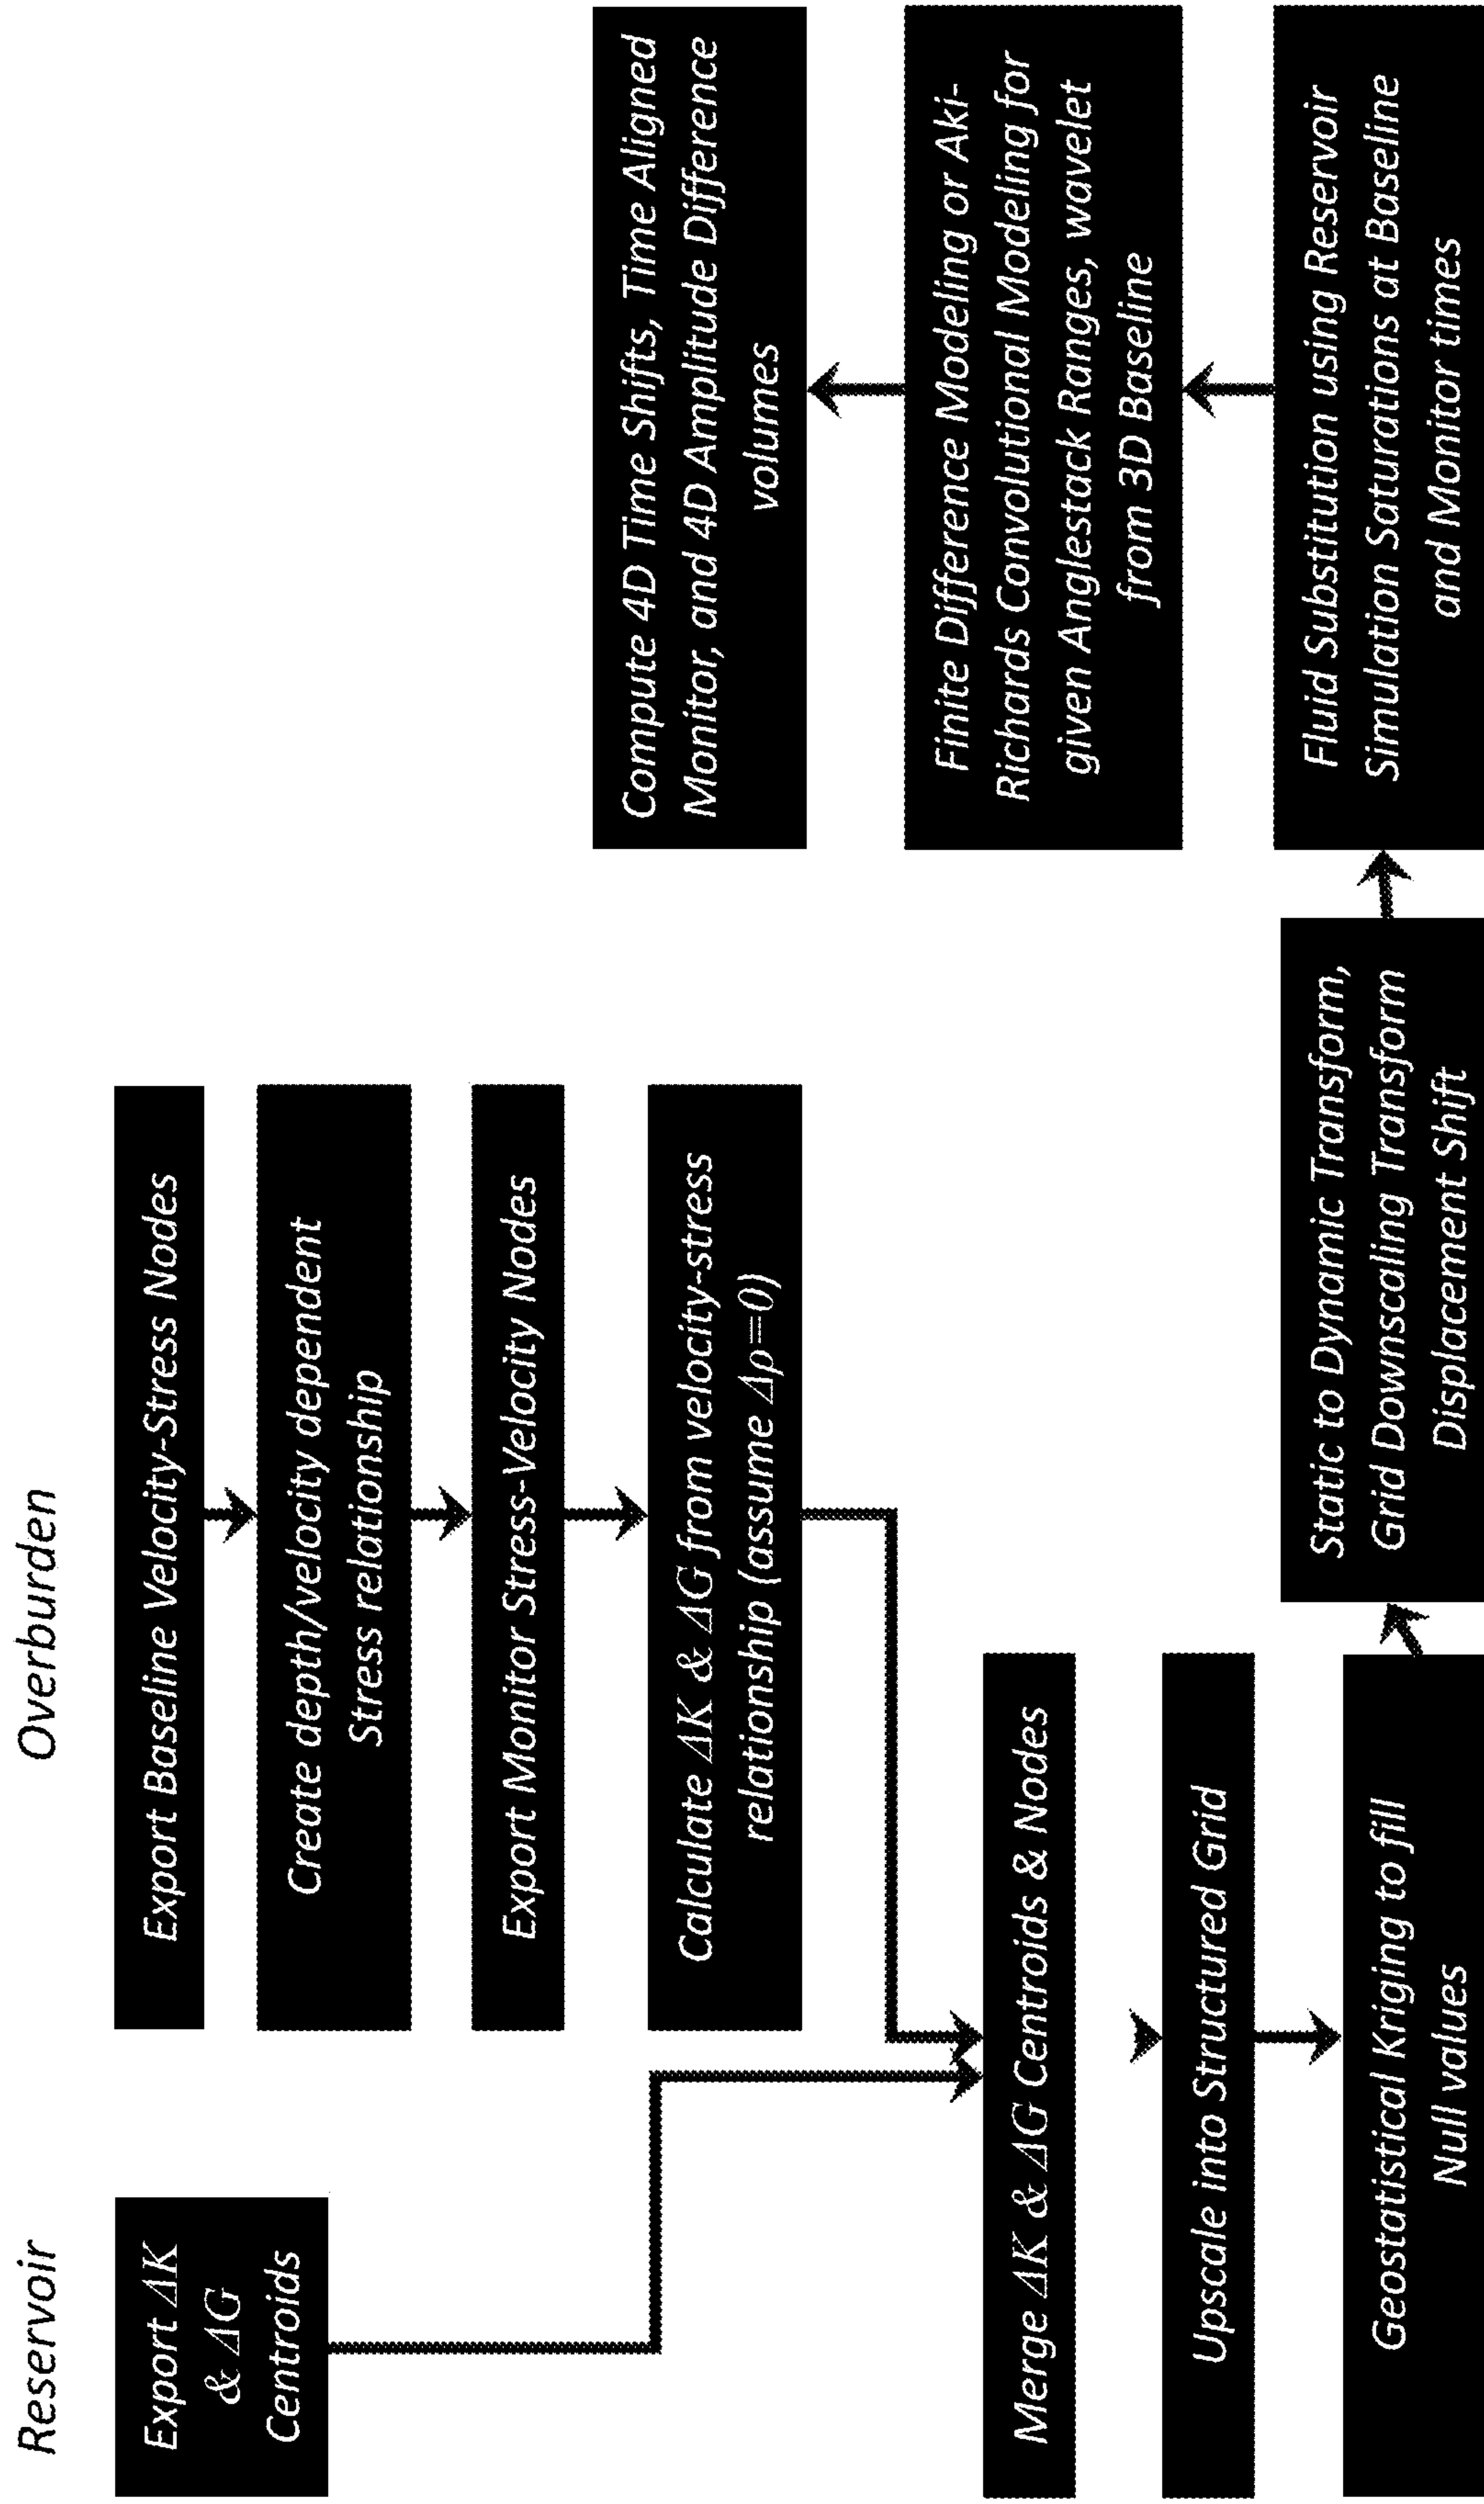 Reservoir
Export ΔK
& ΔG
Centroids
Overburden
Export Baseline Velocity-Stress Nodes
Create depth/velocity dependent
Stress relationship
Export Monitor Stress-Velocity Nodes
Calculate ΔK & ΔG from velocity-stress
relationship (assume Δρ=0)
Merge ΔK & ΔG Centroids & Nodes
Upscale into Structured Grid
Geostatistical Kriging to fill
Null values
Static to Dynamic Transform,
Grid Downscaling Transform
Displacement Shift
Fluid Substitution using Reservoir
Simulation Saturations at Baseline
and Monitor times
Finite Difference Modeling or Aki-
Richards Convolutional Modeling for
given Anglestack Ranges, wavelet
from 3D Baseline
Compute 4D Time Shifts, Time Aligned
Monitor, and 4D Amplitude Difference
volumes